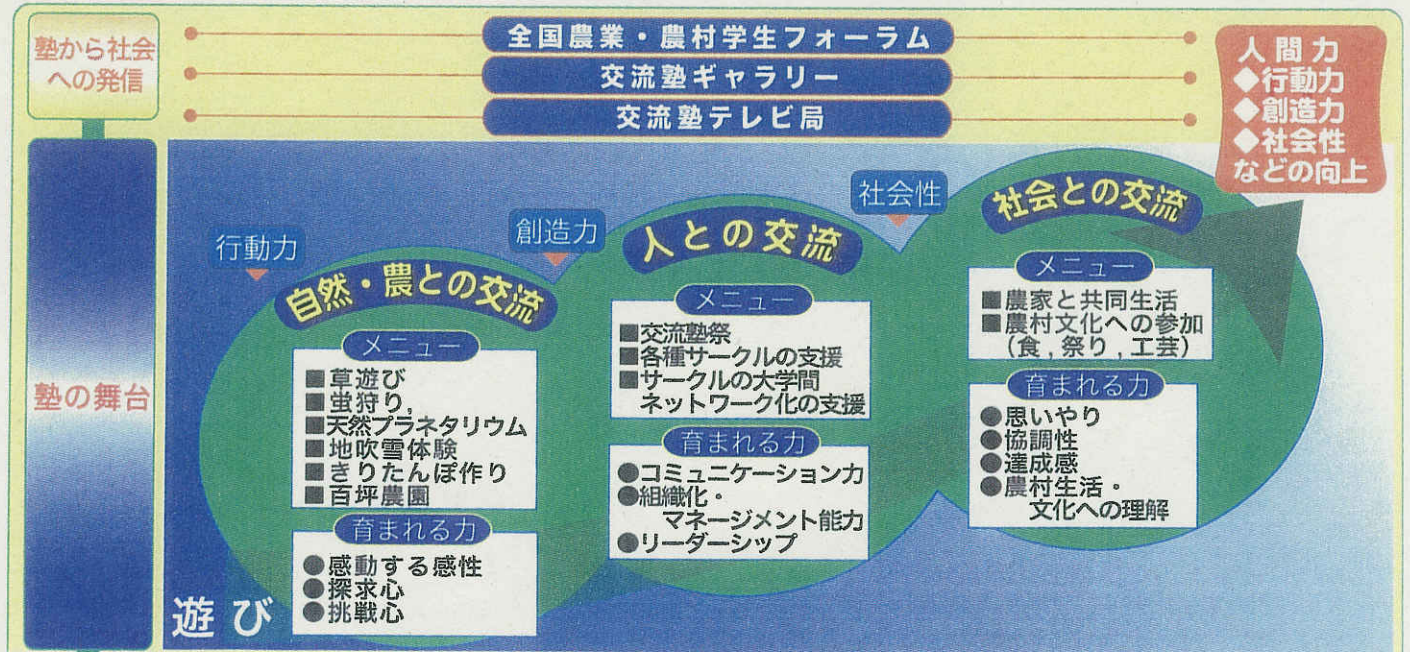 塾から社会
への発信
全国農業・農村学生フォーラム
交流塾ギャラリー
交流塾テレビ局
人間力
◆行動力
◆創造力
◆社会性
などの向上
塾の舞台
行動力
創造力
社会性
自然・農との交流
メニュー
■草遊び
■蛍狩り,
■天然プラネタリウム
■地吹雪体験
■きりたんぽ作り
■百坪農園
育まれる力
●感動する感性
●探求心
●挑戦心
人との交流
メニュー
■交流塾祭
■各種サークルの支援
■サークルの大学間
ネットワーク化の支援
育まれる力
●コミュニケーション力
●組織化・
マネージメント能力
●リーダーシップ
社会との交流
メニュー
■農家と共同生活
■農村文化への参加
(食,祭り,工芸)
育まれる力
●思いやり
●協調性
●達成感
●農村生活・
文化への理解
遊び